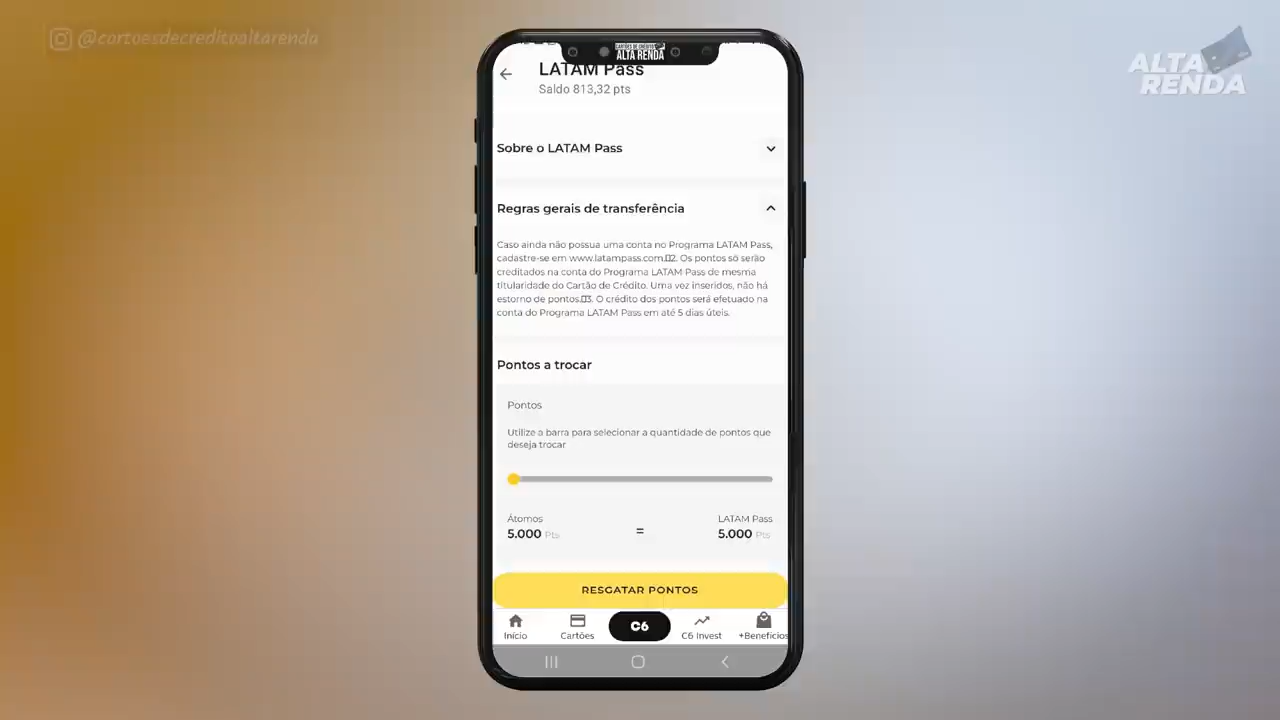 @cartoesdecreditoaltarenda
ALTA
RENDA
CARTÕES DE CRÉDITO
ALTA RENDA
LATAM Pass
Saldo 813,32 pts
Sobre o LATAM Pass
Regras gerais de transferência
Caso ainda não possua uma conta no Programa LATAM Pass,
cadastre-se em www.latampass.com.2. Os pontos só serão
creditados na conta do Programa LATAM Pass de mesma
titularidade do Cartão de Crédito. Uma vez inseridos, não há
estorno de pontos.3. O crédito dos pontos será efetuado na
conta do Programa LATAM Pass em até 5 dias úteis.
Pontos a trocar
Pontos
Utilize a barra para selecionar a quantidade de pontos que
deseja trocar
Átomos LATAM Pass
5.000 Pts = 5.000 Pts
RESGATAR PONTOS
Início Cartões C6 C6 Invest +Benefícios